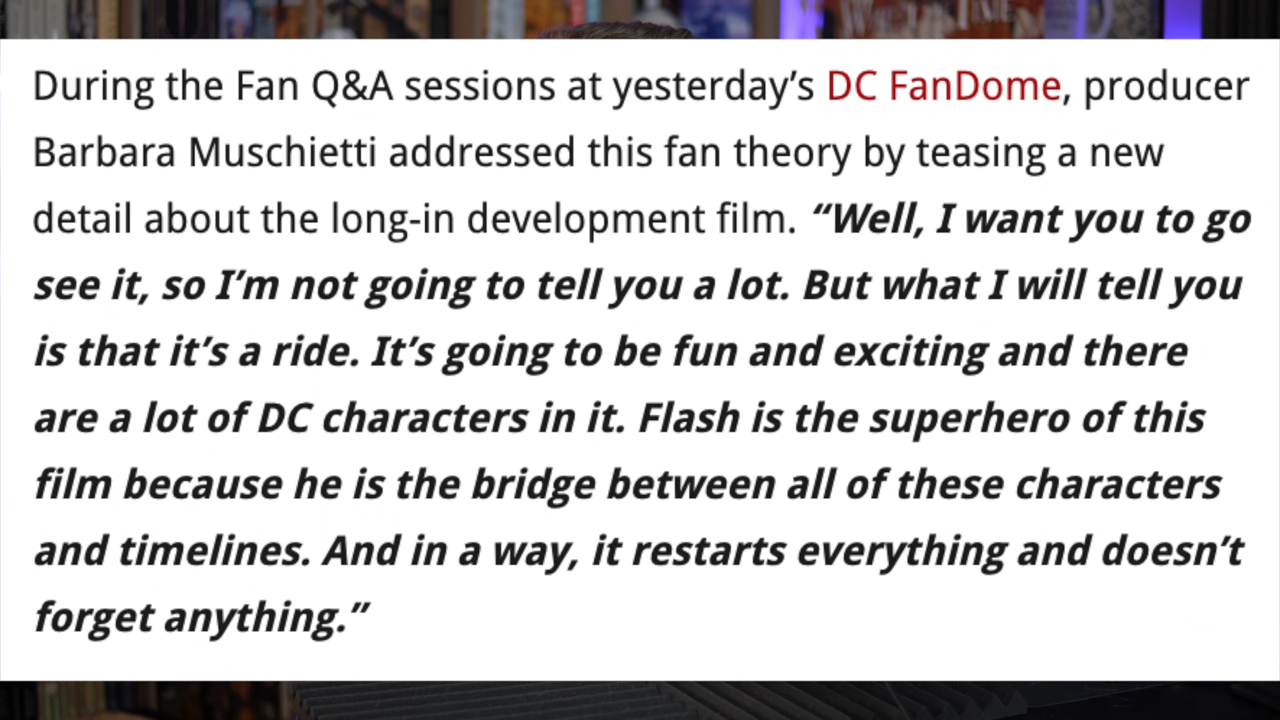 During the Fan Q&A sessions at yesterday’s DC FanDome, producer
Barbara Muschietti addressed this fan theory by teasing a new
detail about the long-in development film. “Well, I want you to go
see it, so I’m not going to tell you a lot. But what I will tell you
is that it’s a ride. It’s going to be fun and exciting and there
are a lot of DC characters in it. Flash is the superhero of this
film because he is the bridge between all of these characters
and timelines. And in a way, it restarts everything and doesn’t
forget anything.”